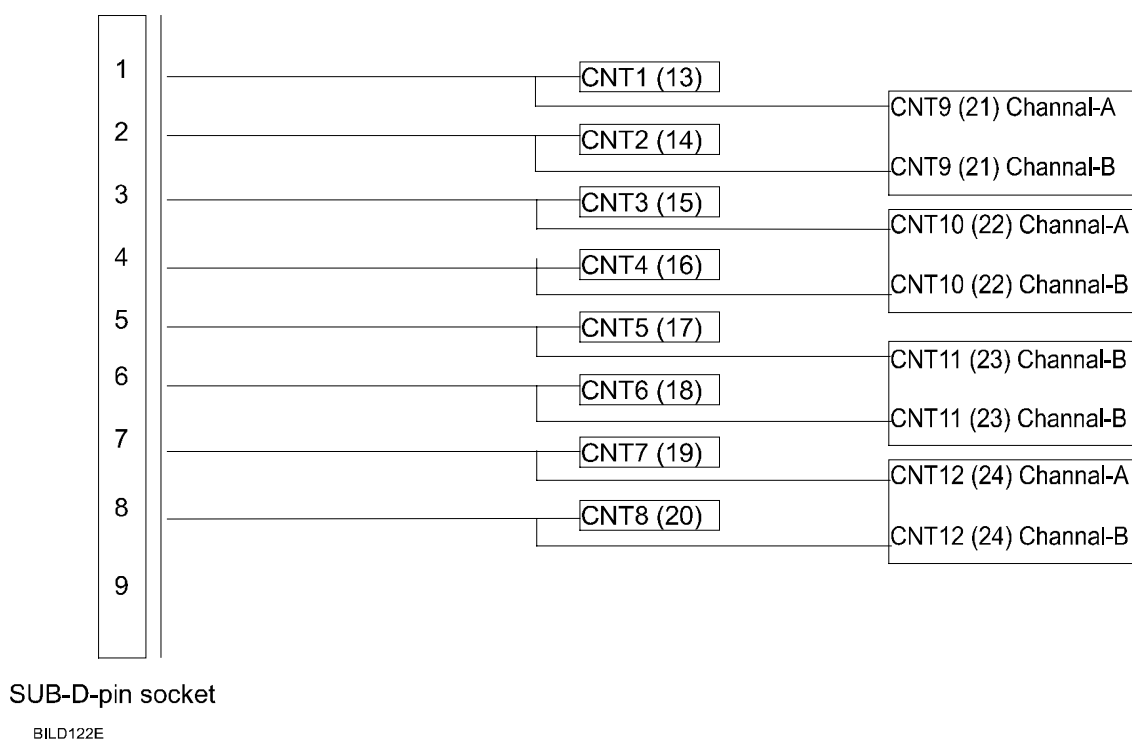 1
CNT1 (13)
CNT9 (21) Channal-A
2
CNT2 (14)
CNT9 (21) Channal-B
3
CNT3 (15)
CNT10 (22) Channal-A
4
CNT4 (16)
CNT10 (22) Channal-B
5
CNT5 (17)
CNT11 (23) Channal-B
6
CNT6 (18)
CNT11 (23) Channal-B
7
CNT7 (19)
CNT12 (24) Channal-A
8
CNT8 (20)
CNT12 (24) Channal-B
9
SUB-D-pin socket
BILD122E